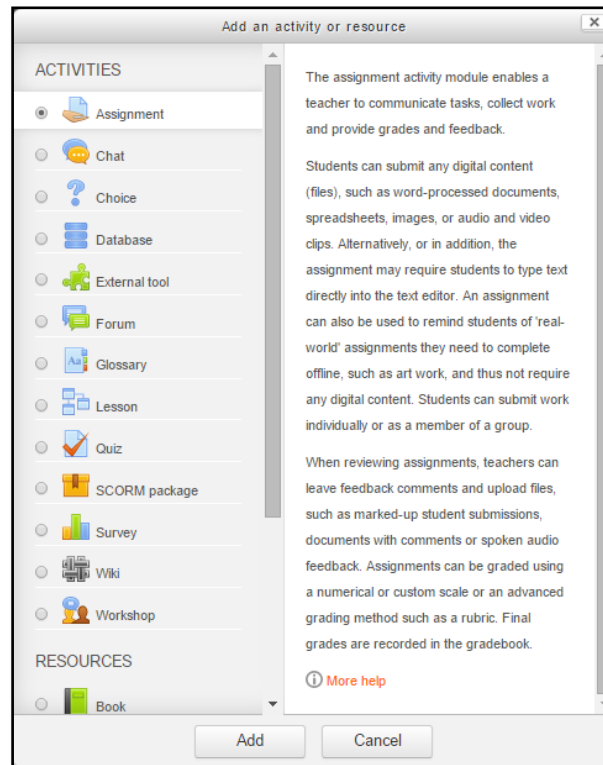 Add an activity or resource
ACTIVITIES
Assignment
Chat
Choice
Database
External tool
Forum
Glossary
Lesson
Quiz
SCORM package
Survey
Wiki
Workshop
RESOURCES
Book
The assignment activity module enables a
teacher to communicate tasks, collect work
and provide grades and feedback.
Students can submit any digital content
(files), such as word-processed documents,
spreadsheets, images, or audio and video
clips. Alternatively, or in addition, the
assignment may require students to type text
directly into the text editor. An assignment
can also be used to remind students of 'real-
world' assignments they need to complete
offline, such as art work, and thus not require
any digital content. Students can submit work
individually or as a member of a group.
When reviewing assignments, teachers can
leave feedback comments and upload files,
such as marked-up student submissions,
documents with comments or spoken audio
feedback. Assignments can be graded using
a numerical or custom scale or an advanced
grading method such as a rubric. Final
grades are recorded in the gradebook.
More help
Add
Cancel